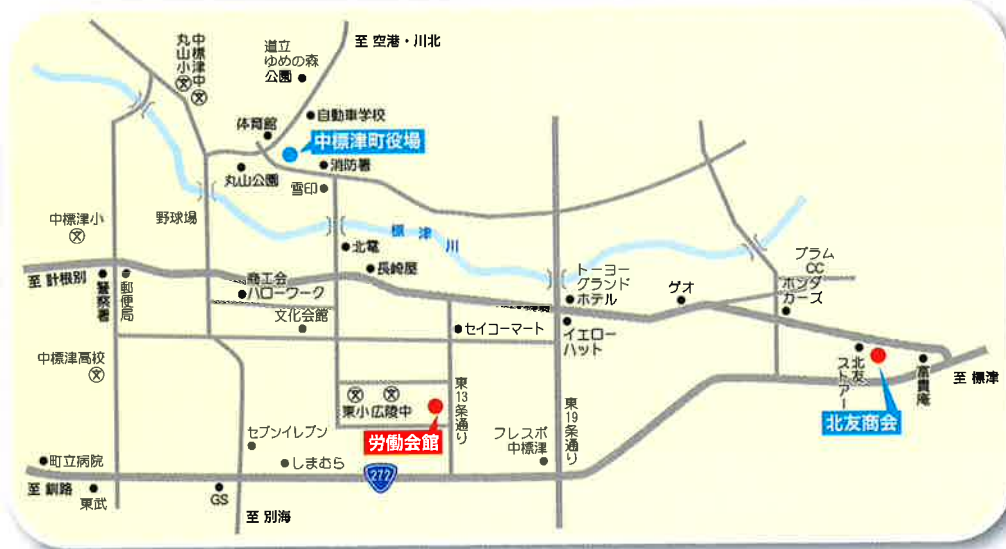 至 空港・川北
道立
ゆめの森
公園
中標津中
丸山小
自動車学校
体育館
中標津町役場
消防署
丸山公園
雪印
中標津小
野球場
標津川
北電
長崎屋
プラム
CC
トーヨー
グランド
ホテル
ゲオ
ホンダ
カーズ
至 計根別
警察署
郵便局
商工会
ハローワーク
文化会館
セイコーマート
イエロー
ハット
中標津高校
北友
ストアー
富貴庵
至 標津
東小
広陵中
東13条通り
東19条通り
北友商会
労働会館
セブンイレブン
しまむら
フレスポ
中標津
町立病院
272
至 釧路
東武
GS
至 別海